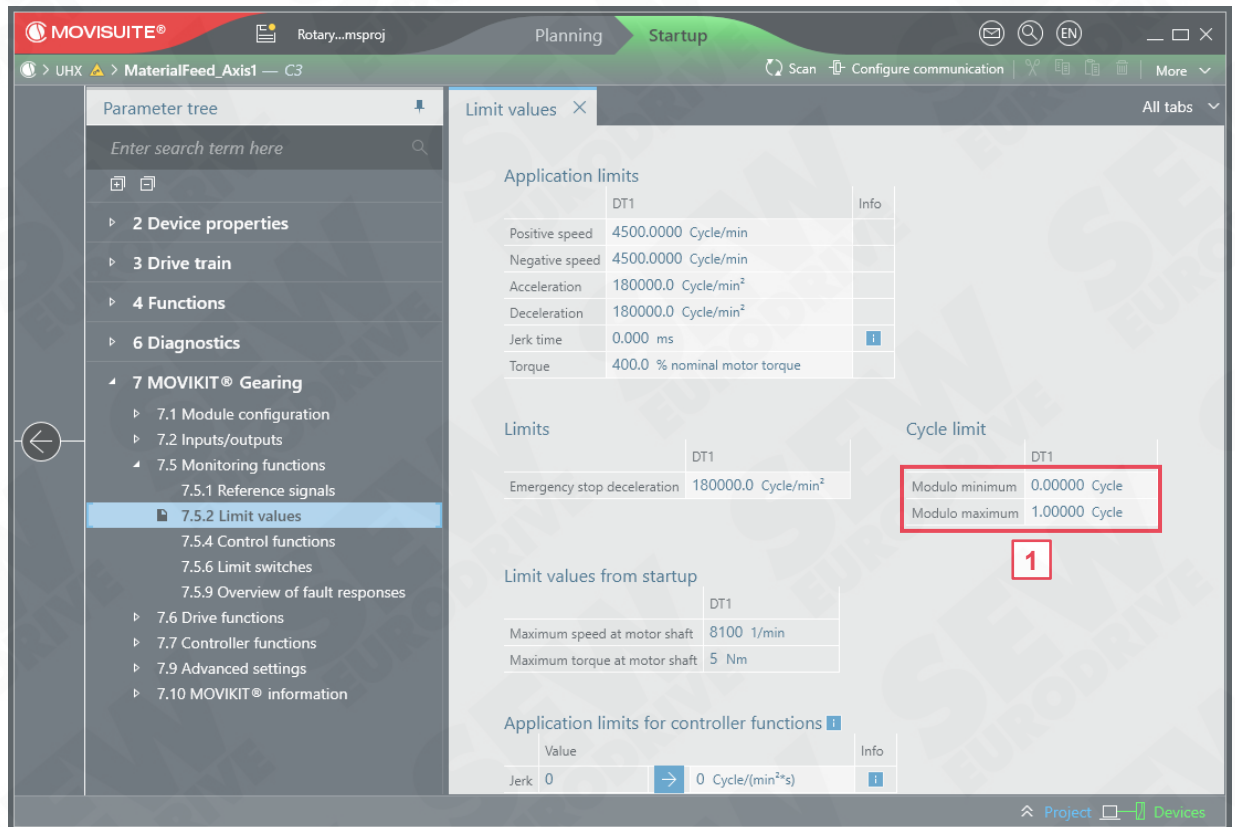 MOVISUITE®
Rotary...msproj
Planning
Startup
EN
> UHX > MaterialFeed_Axis1 — C3
Scan
Configure communication
More
Parameter tree
Enter search term here
2 Device properties
3 Drive train
4 Functions
6 Diagnostics
7 MOVIKIT® Gearing
7.1 Module configuration
7.2 Inputs/outputs
7.5 Monitoring functions
7.5.1 Reference signals
7.5.2 Limit values
7.5.4 Control functions
7.5.6 Limit switches
7.5.9 Overview of fault responses
7.6 Drive functions
7.7 Controller functions
7.9 Advanced settings
7.10 MOVIKIT® information
Limit values
All tabs
Application limits
DT1 Info
Positive speed 4500.0000 Cycle/min
Negative speed 4500.0000 Cycle/min
Acceleration 180000.0 Cycle/min²
Deceleration 180000.0 Cycle/min²
Jerk time 0.000 ms i
Torque 400.0 % nominal motor torque
Limits
DT1
Emergency stop deceleration 180000.0 Cycle/min²
Cycle limit
DT1
Modulo minimum 0.00000 Cycle
Modulo maximum 1.00000 Cycle
1
Limit values from startup
DT1
Maximum speed at motor shaft 8100 1/min
Maximum torque at motor shaft 5 Nm
Application limits for controller functions i
Value Info
Jerk 0 0 Cycle/(min²*s) i
Project
Devices
SEW
EURODRIVE